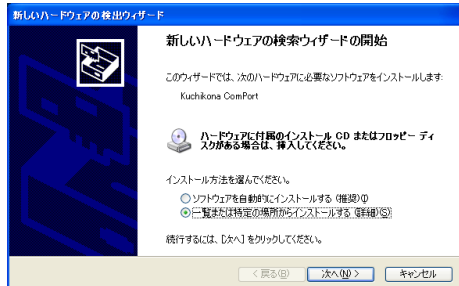 新しいハードウェアの検出ウィザード
新しいハードウェアの検索ウィザードの開始
このウィザードでは、次のハードウェアに必要なソフトウェアをインストールします:
Kuchikona ComPort
ハードウェアに付属のインストール CD またはフロッピー ディ
スクがある場合は、挿入してください。
インストール方法を選んでください。
ソフトウェアを自動的にインストールする (推奨)(I)
一覧または特定の場所からインストールする (詳細)(S)
続行するには、[次へ] をクリックしてください。
< 戻る(B)
次へ(N) >
キャンセル